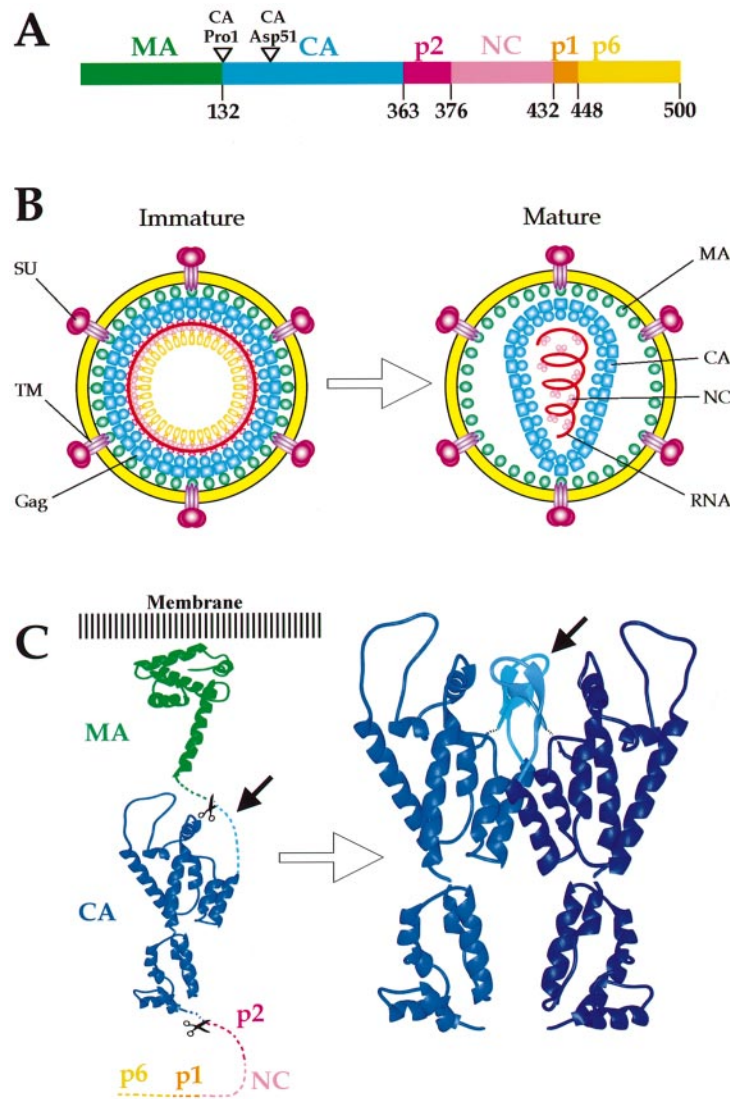 A
CA CA
Pro1 Asp51
MA CA p2 NC p1 p6
132 363 376 432 448 500
B
Immature Mature
SU
TM
Gag
MA
CA
NC
RNA
C
Membrane
MA
CA
p2
p6 p1 NC